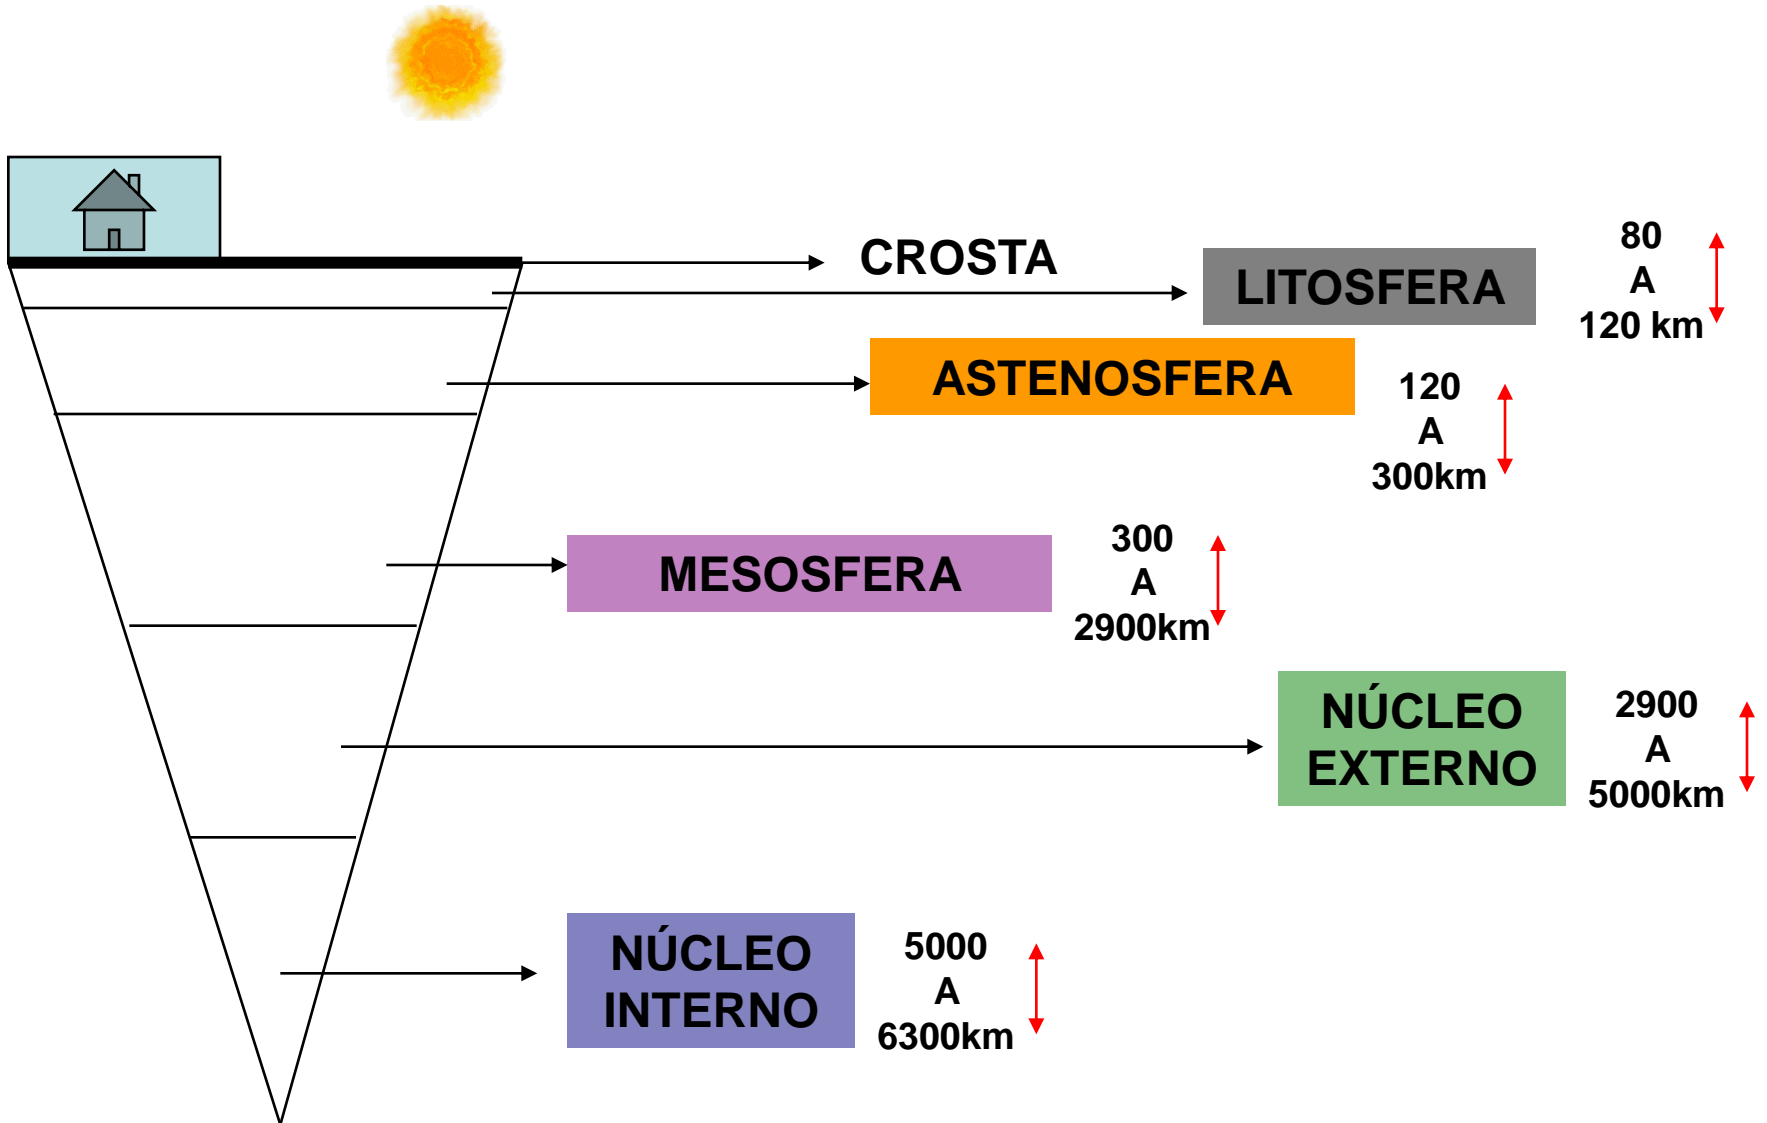 CROSTA
LITOSFERA
80
A
120 km
ASTENOSFERA
120
A
300km
MESOSFERA
300
A
2900km
NÚCLEO
EXTERNO
2900
A
5000km
NÚCLEO
INTERNO
5000
A
6300km